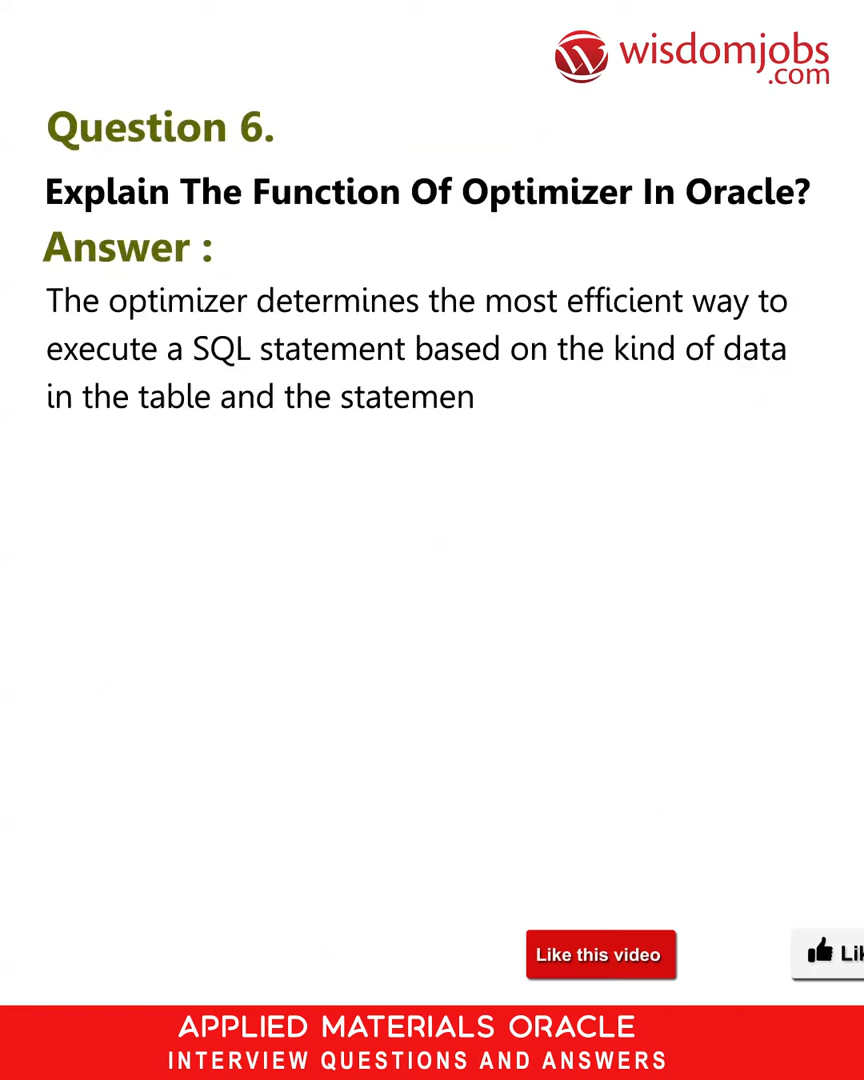 wisdomjobs
.com
Question 6.
Explain The Function Of Optimizer In Oracle?
Answer :
The optimizer determines the most efficient way to
execute a SQL statement based on the kind of data
in the table and the statemen
Like this video
Lik
APPLIED MATERIALS ORACLE
INTERVIEW QUESTIONS AND ANSWERS